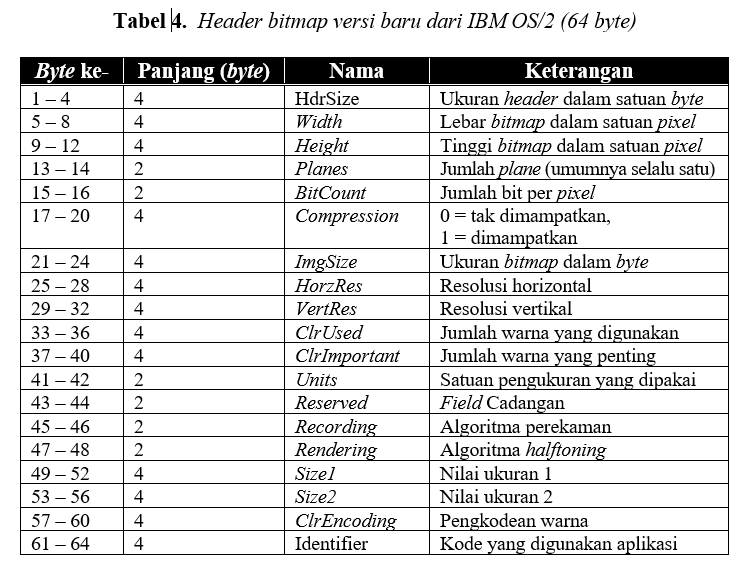 Tabel 4. Header bitmap versi baru dari IBM OS/2 (64 byte)
Byte ke- Panjang (byte) Nama Keterangan
1 – 4 4 HdrSize Ukuran header dalam satuan byte
5 – 8 4 Width Lebar bitmap dalam satuan pixel
9 – 12 4 Height Tinggi bitmap dalam satuan pixel
13 – 14 2 Planes Jumlah plane (umumnya selalu satu)
15 – 16 2 BitCount Jumlah bit per pixel
17 – 20 4 Compression 0 = tak dimampatkan,
1 = dimampatkan
21 – 24 4 ImgSize Ukuran bitmap dalam byte
25 – 28 4 HorzRes Resolusi horizontal
29 – 32 4 VertRes Resolusi vertikal
33 – 36 4 ClrUsed Jumlah warna yang digunakan
37 – 40 4 ClrImportant Jumlah warna yang penting
41 – 42 2 Units Satuan pengukuran yang dipakai
43 – 44 2 Reserved Field Cadangan
45 – 46 2 Recording Algoritma perekaman
47 – 48 2 Rendering Algoritma halftoning
49 – 52 4 Size1 Nilai ukuran 1
53 – 56 4 Size2 Nilai ukuran 2
57 – 60 4 ClrEncoding Pengkodean warna
61 – 64 4 Identifier Kode yang digunakan aplikasi